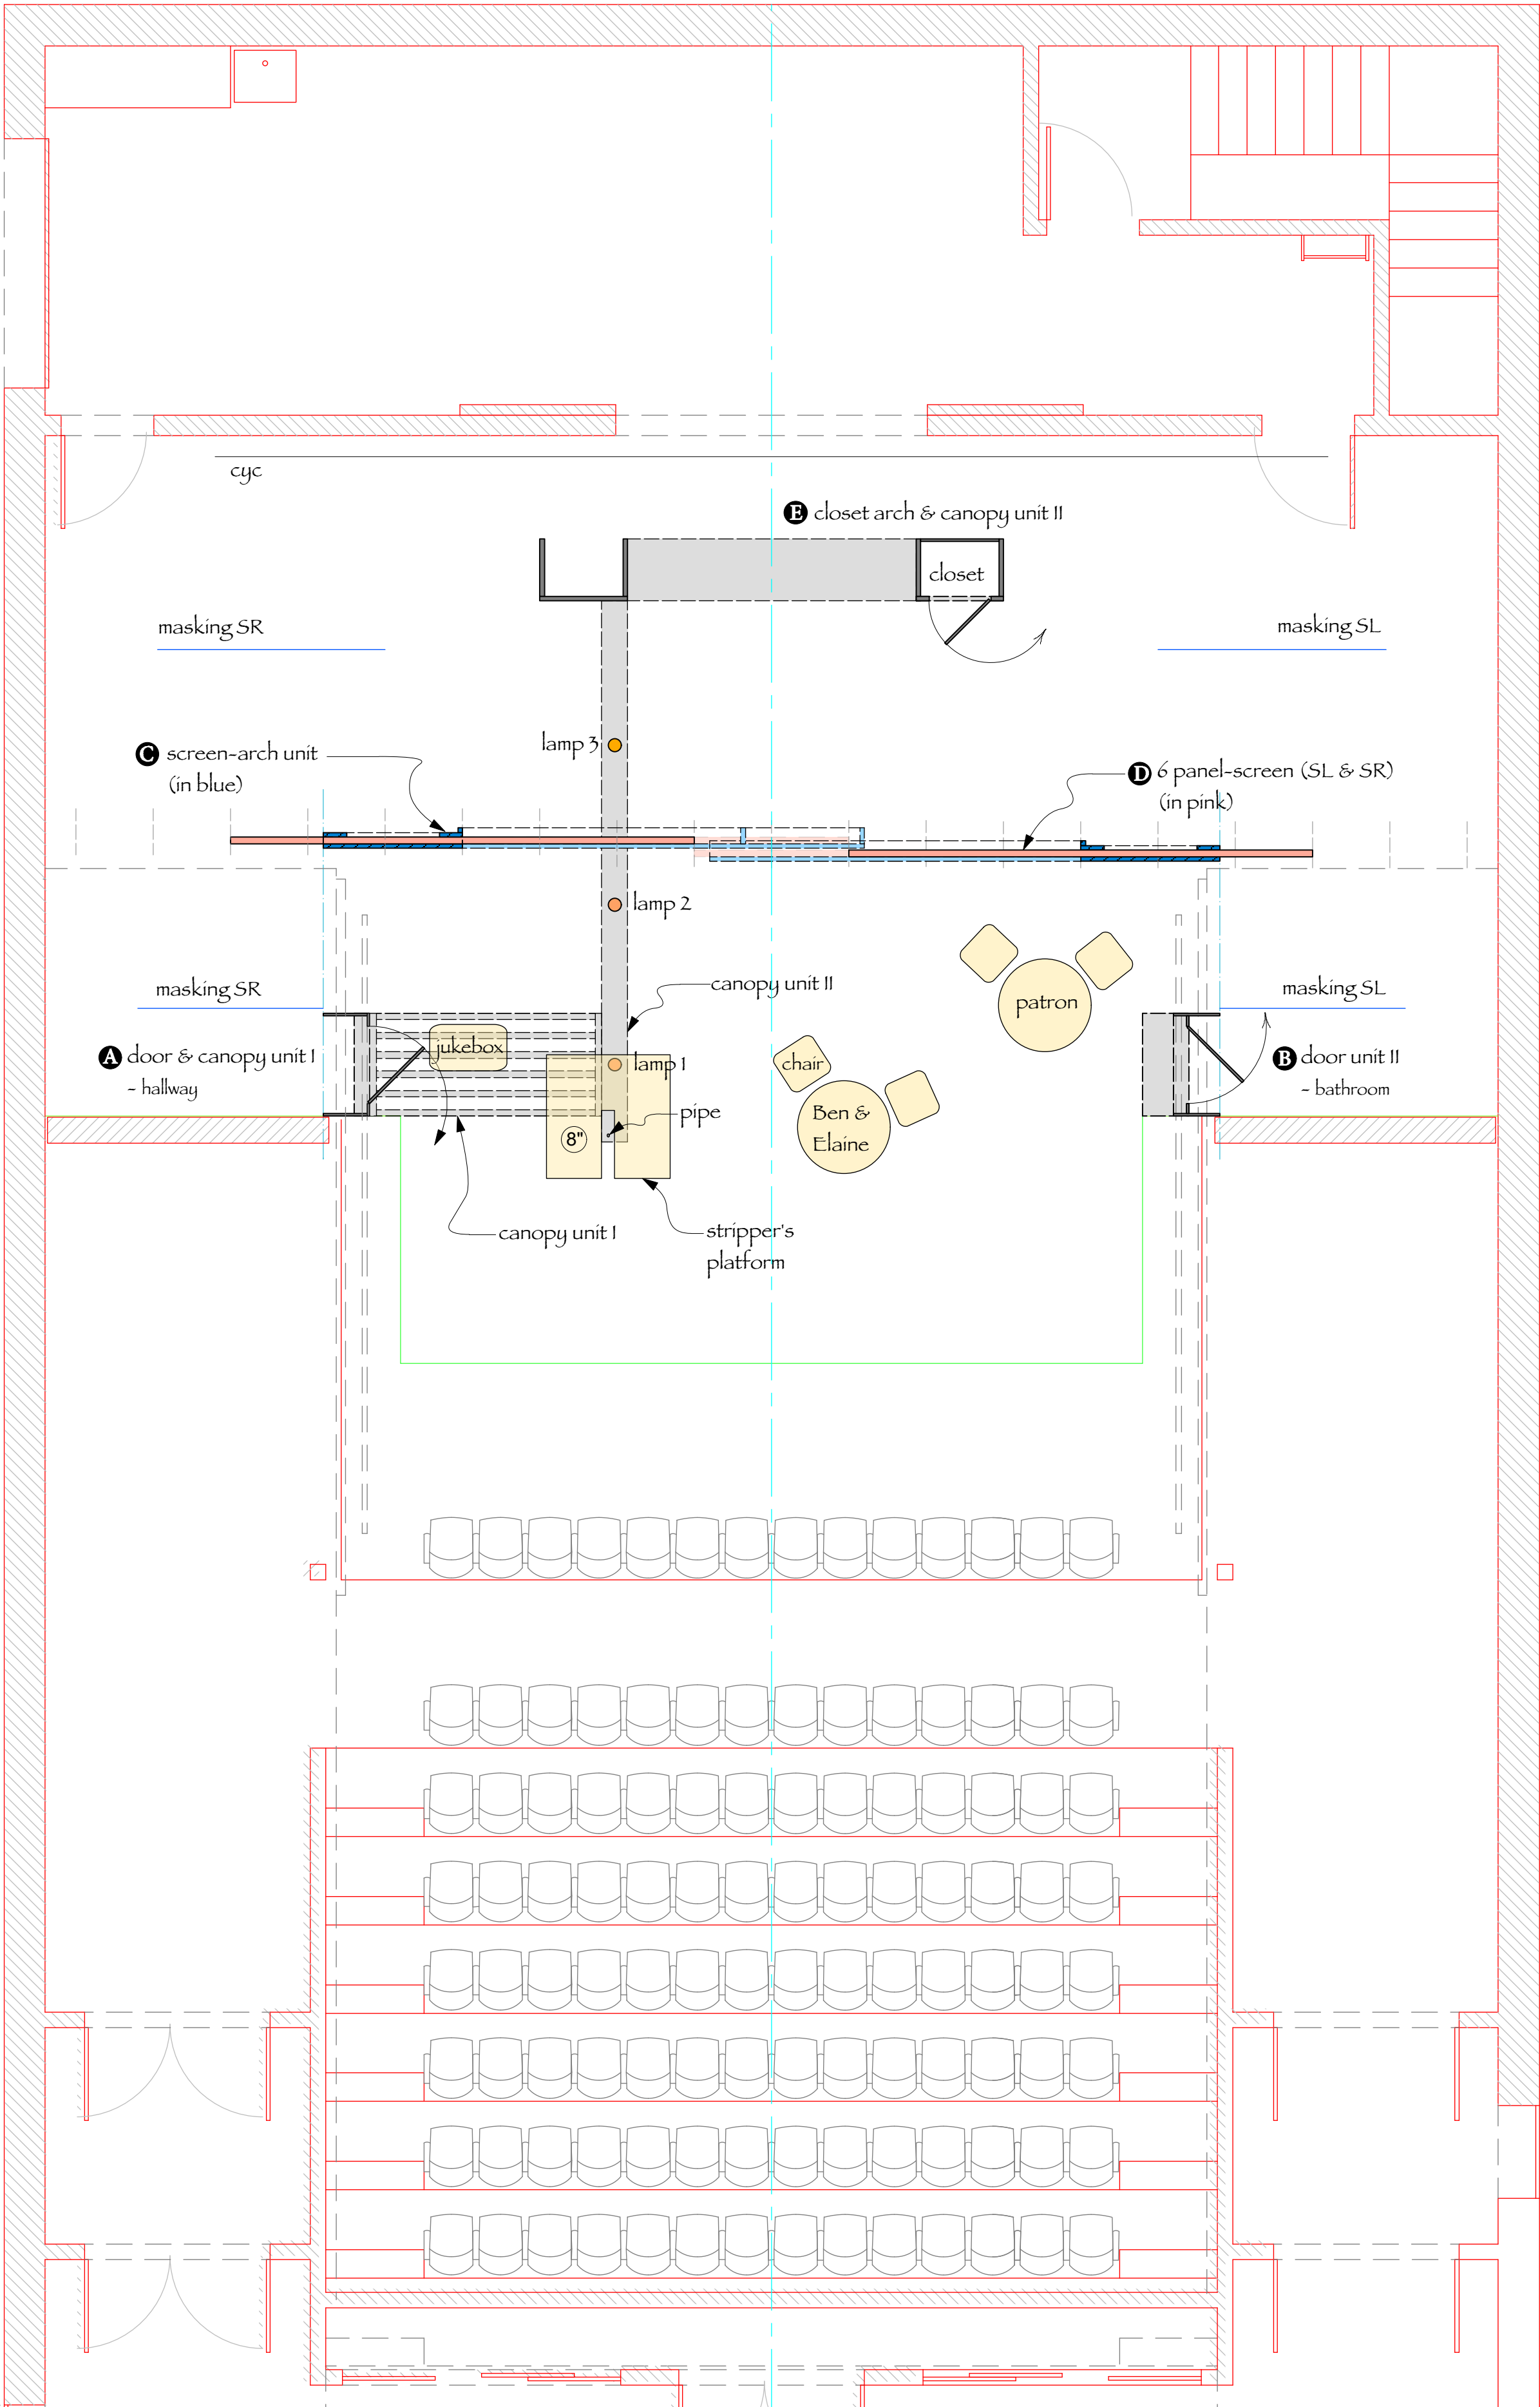 cyc
E closet arch & canopy unit II
closet
masking SR
masking SL
lamp 3
C screen-arch unit
(in blue)
D 6 panel-screen (SL & SR)
(in pink)
lamp 2
canopy unit II
patron
masking SR
masking SL
A door & canopy unit I
- hallway
jukebox
lamp 1
chair
B door unit II
- bathroom
pipe
8"
Ben &
Elaine
canopy unit I
stripper's
platform